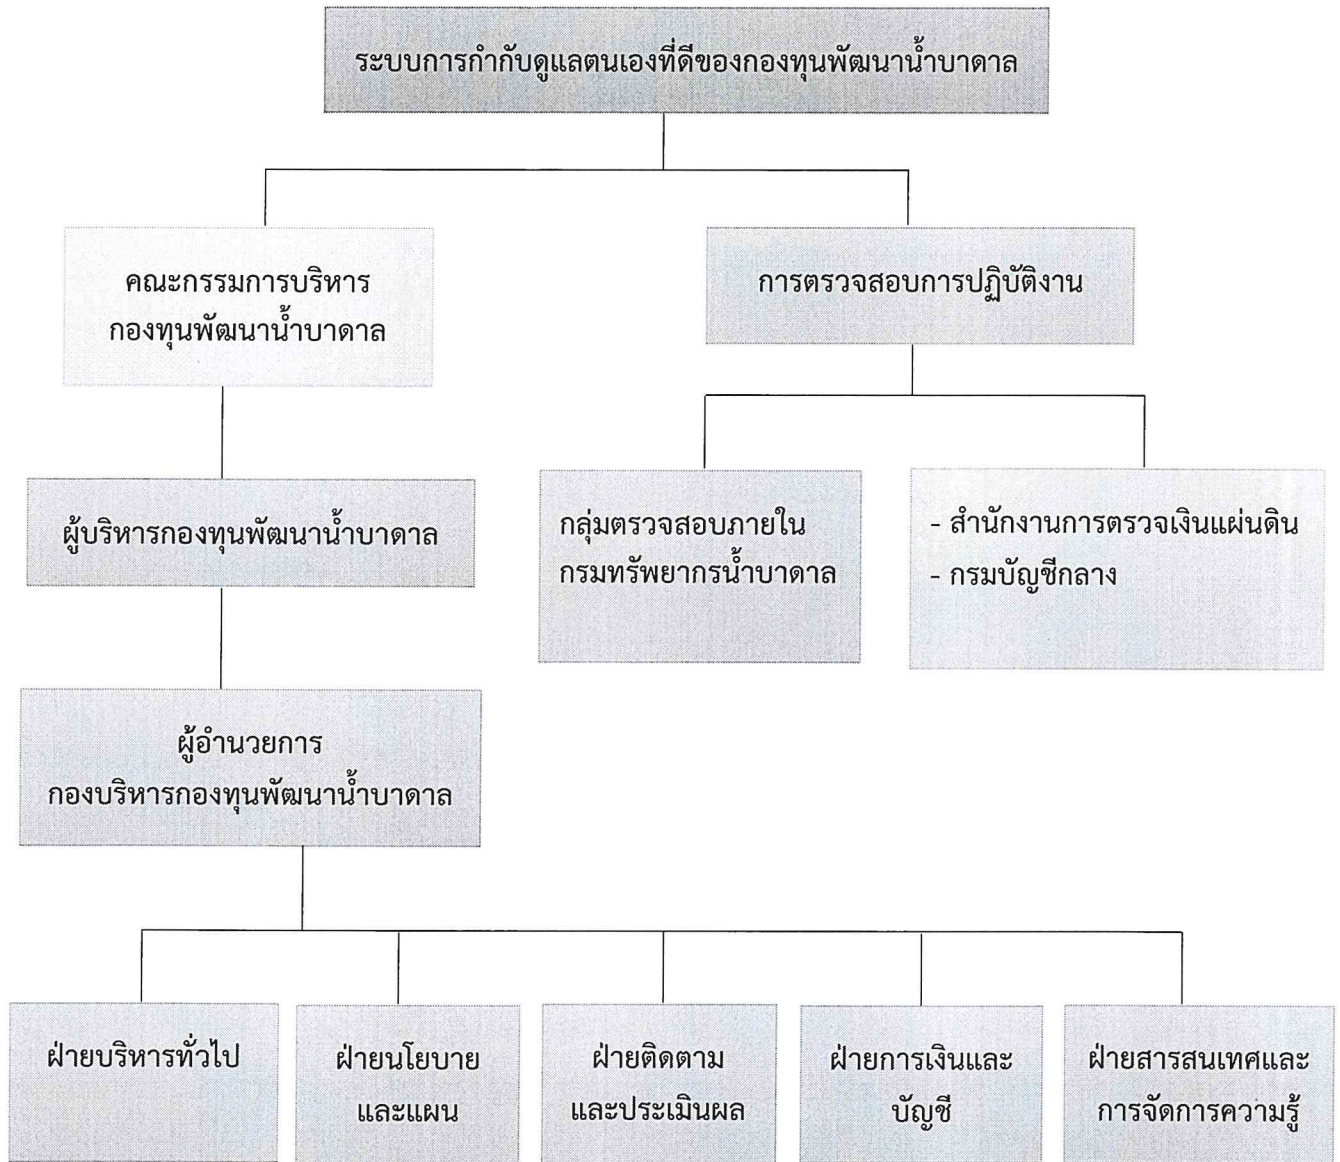 ระบบการกำกับดูแลตนเองที่ดีของกองทุนพัฒนาน้ำบาดาล
คณะกรรมการบริหาร
กองทุนพัฒนาน้ำบาดาล
การตรวจสอบการปฏิบัติงาน
ผู้บริหารกองทุนพัฒนาน้ำบาดาล
กลุ่มตรวจสอบภายใน
กรมทรัพยากรน้ำบาดาล
- สำนักงานการตรวจเงินแผ่นดิน
- กรมบัญชีกลาง
ผู้อำนวยการ
กองบริหารกองทุนพัฒนาน้ำบาดาล
ฝ่ายบริหารทั่วไป
ฝ่ายนโยบาย
และแผน
ฝ่ายติดตาม
และประเมินผล
ฝ่ายการเงินและ
บัญชี
ฝ่ายสารสนเทศและ
การจัดการความรู้